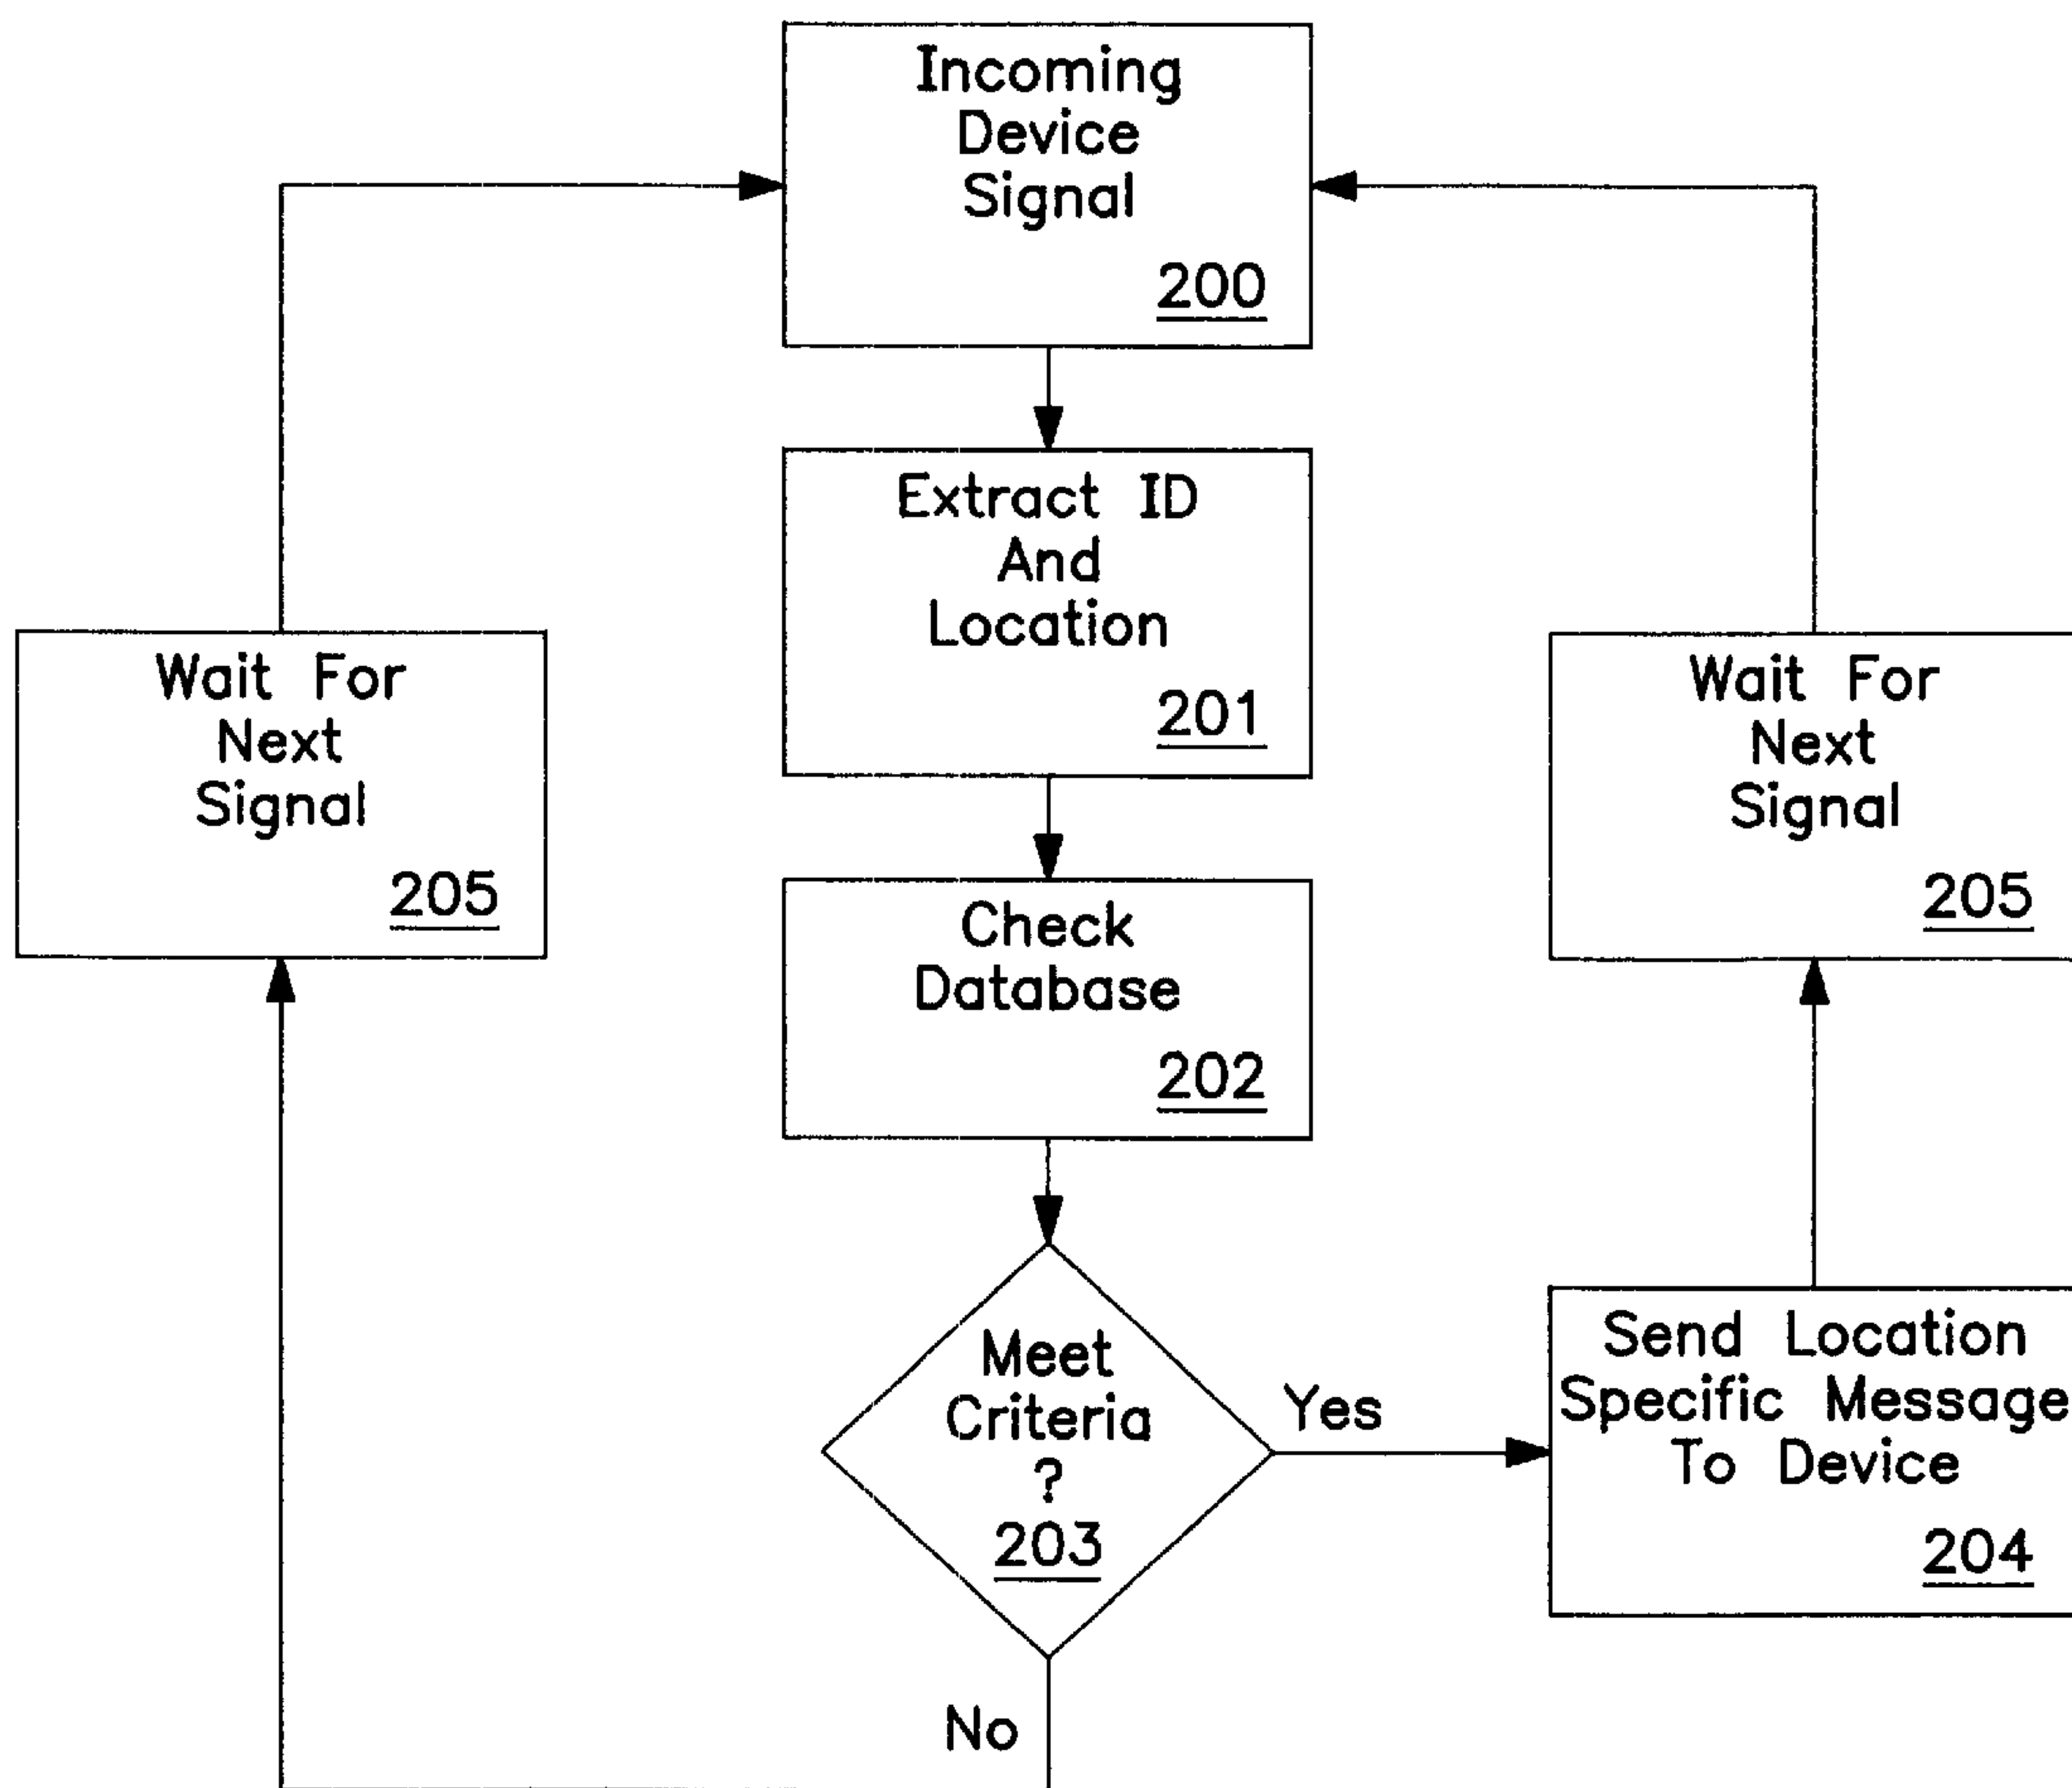 Incoming
Device
Signal
200
Extract ID
And
Location
201
Wait For
Next
Signal
205
Wait For
Next
Signal
205
Check
Database
202
Meet
Criteria
?
203
Yes
Send Location
Specific Message
To Device
204
No